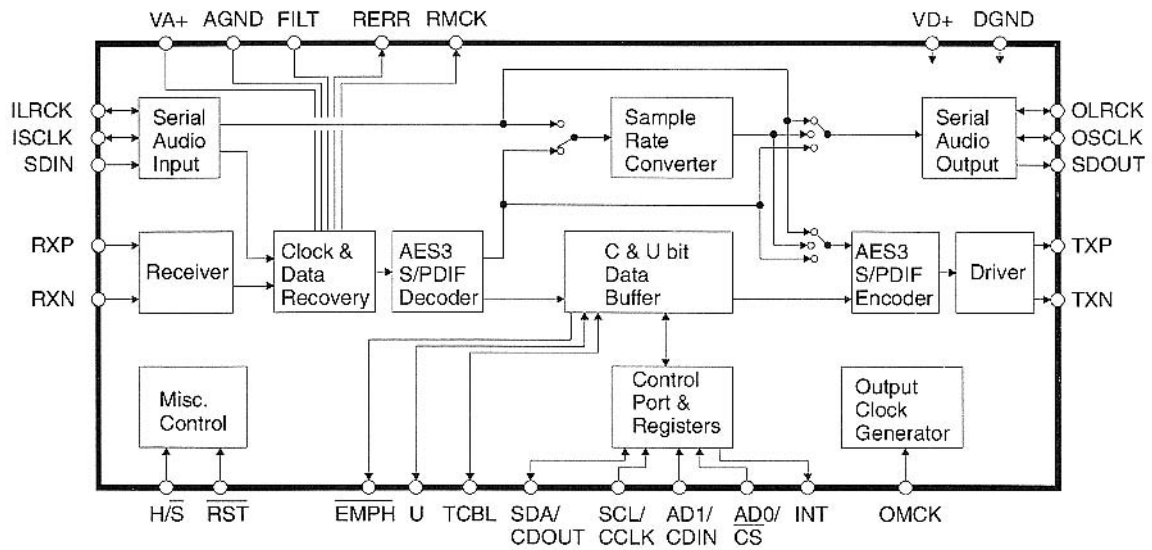 VA+ AGND FILT RERR RMCK VD+ DGND
ILRCK
ISCLK
SDIN
RXP
RXN
Serial
Audio
Input
Sample
Rate
Converter
Serial
Audio
Output
OLRCK
OSCLK
SDOUT
Receiver
Clock &
Data
Recovery
AES3
S/PDIF
Decoder
C & U bit
Data
Buffer
AES3
S/PDIF
Encoder
Driver
TXP
TXN
Misc.
Control
Control
Port &
Registers
Output
Clock
Generator
H/S̅ R̅S̅T̅ E̅M̅P̅H̅ U TCBL SDA/
CDOUT
SCL/
CCLK
AD1/
CDIN
AD0/
C̅S̅
INT OMCK